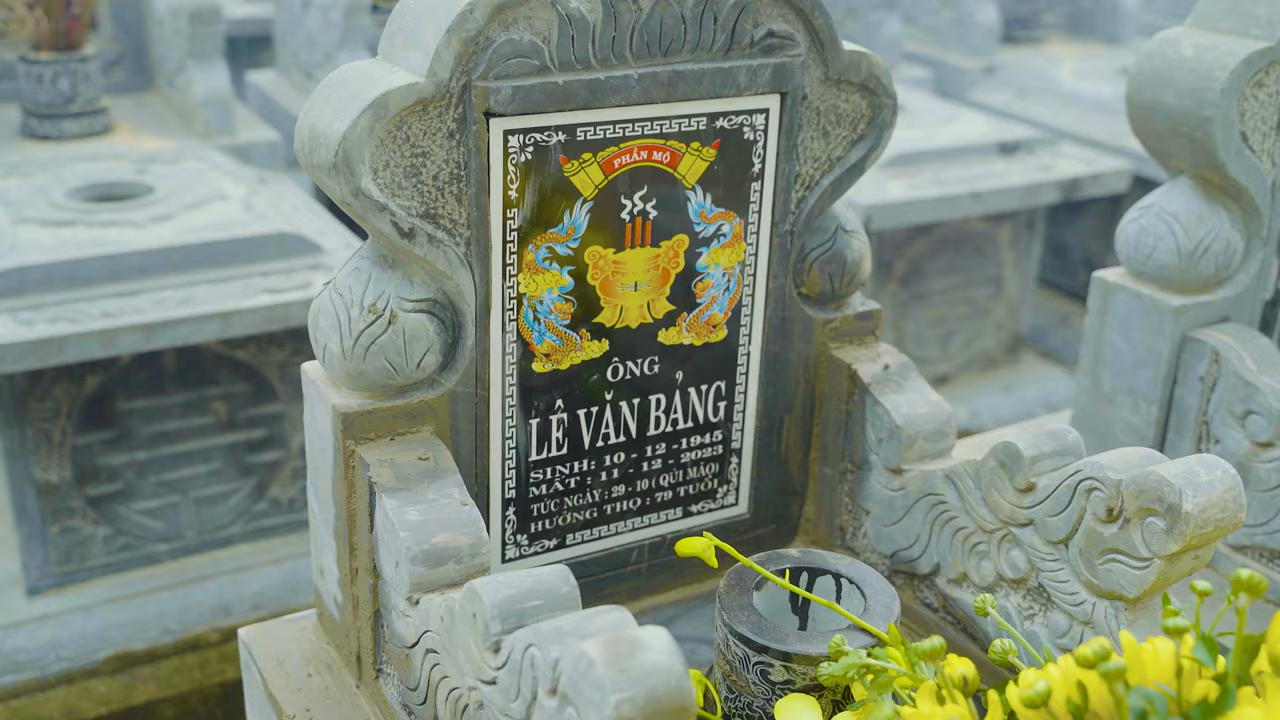 PHẦN MỘ
ÔNG
LÊ VĂN BẢNG
SINH: 10 - 12 -1945
MẤT : 11 - 12 - 2023
TỨC NGÀY : 29 - 10 ( QÚI MÃO)
HƯỞNG THỌ : 79 TUỔI